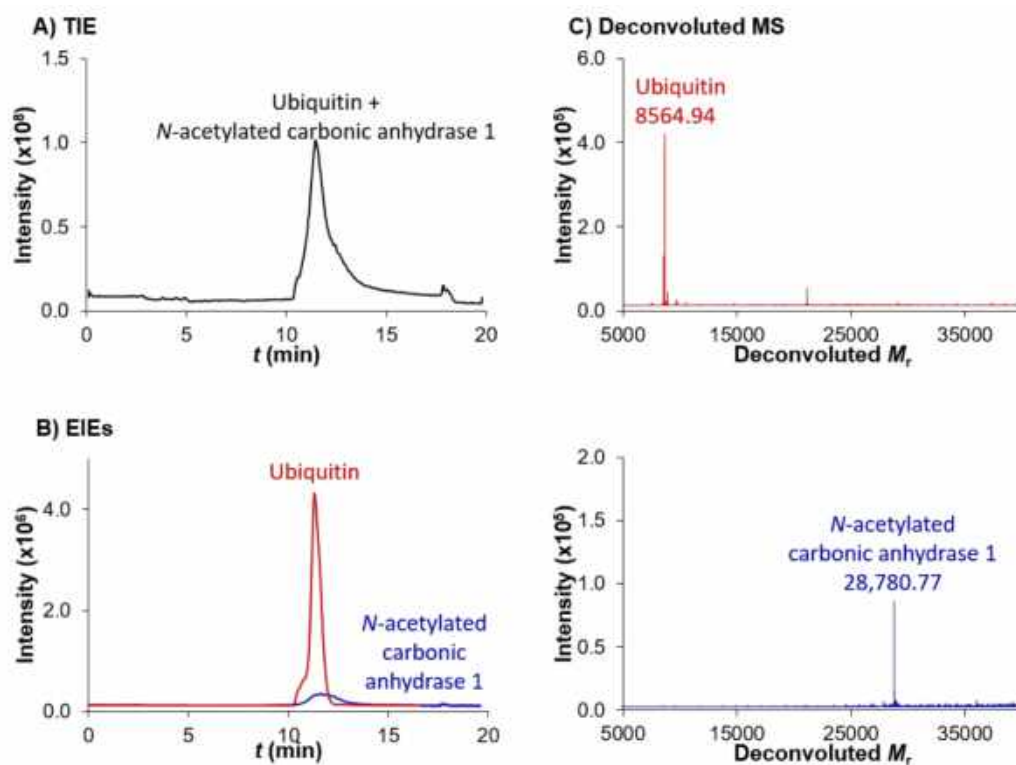 A) TIE
Intensity (x10⁸)
1.5
1.0
0.5
0.0
Ubiquitin +
N-acetylated carbonic anhydrase 1
0 5 10 15 20
t (min)
C) Deconvoluted MS
Intensity (x10⁵)
6.0
4.0
2.0
0.0
Ubiquitin
8564.94
5000 15000 25000 35000
Deconvoluted Mr
B) EIEs
Intensity (x10⁶)
4.0
2.0
0.0
Ubiquitin
N-acetylated
carbonic
anhydrase 1
0 5 10 15 20
t (min)
Intensity (x10⁵)
2.0
1.5
1.0
0.5
0.0
N-acetylated
carbonic anhydrase 1
28,780.77
5000 15000 25000 35000
Deconvoluted Mr